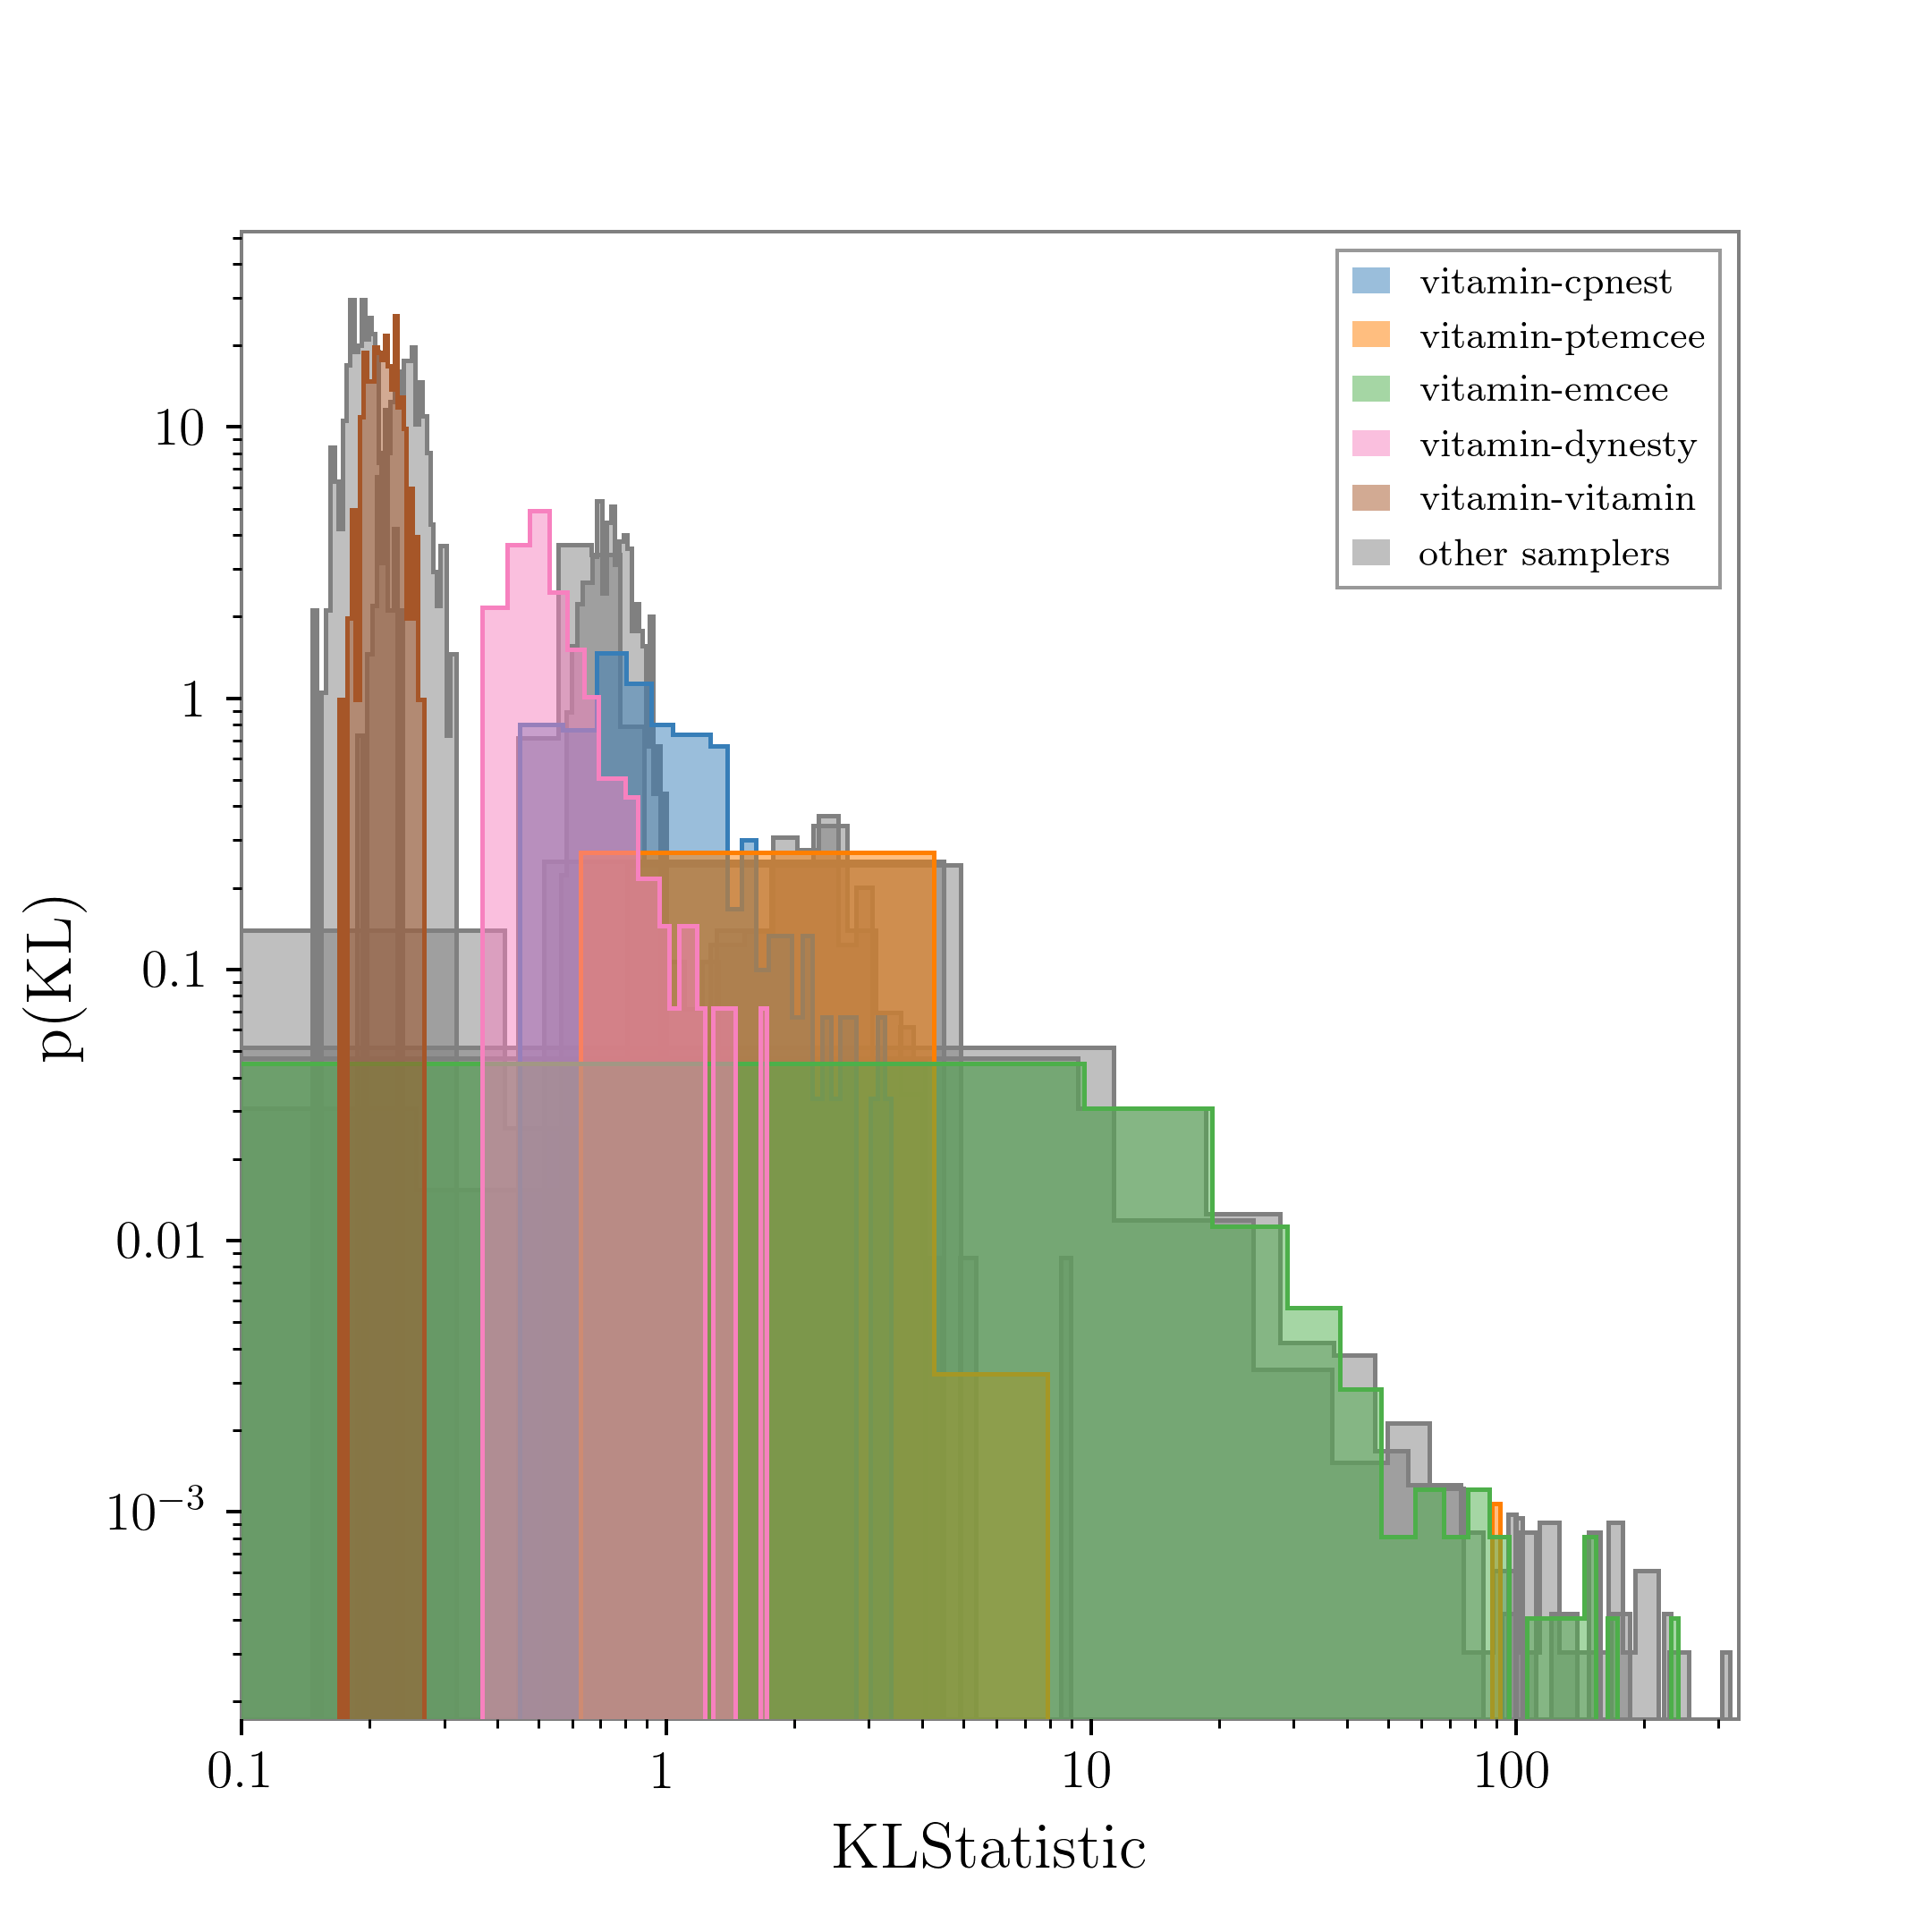 vitamin-cpnest
vitamin-ptemcee
vitamin-emcee
vitamin-dynesty
vitamin-vitamin
other samplers
10
1
0.1
0.01
10⁻³
p(KL)
0.1 1 10 100
KLStatistic